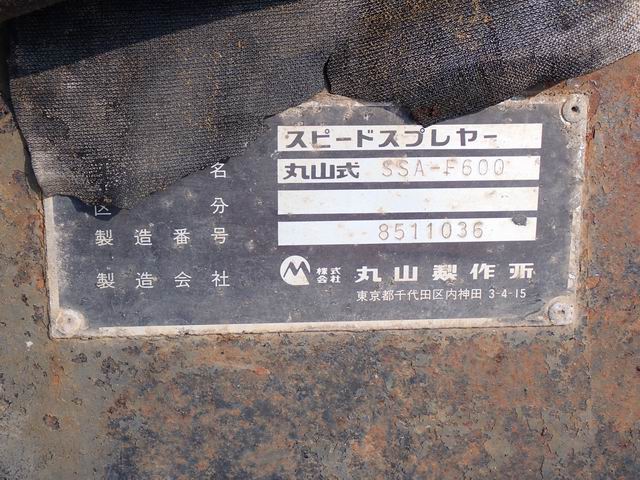 スピードスプレヤー
名 丸山式 SSA-F600
区分
製造番号 8511036
製造会社 株式会社 丸山製作所
東京都千代田区内神田 3-4-15